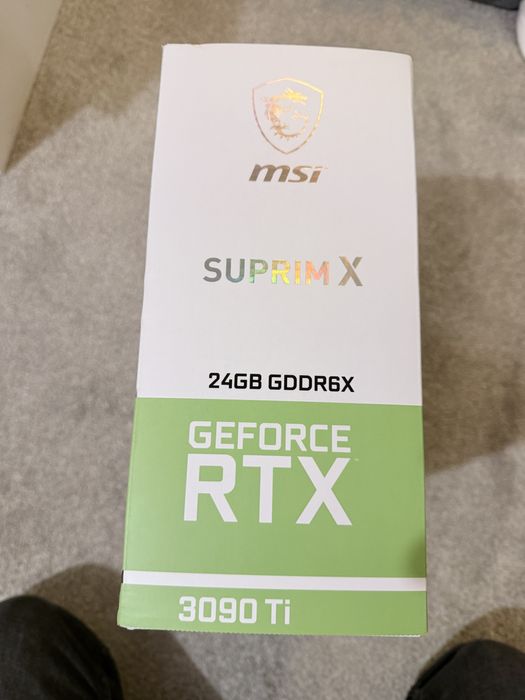 msi
SUPRIM X
24GB GDDR6X
GEFORCE
RTX
3090 Ti